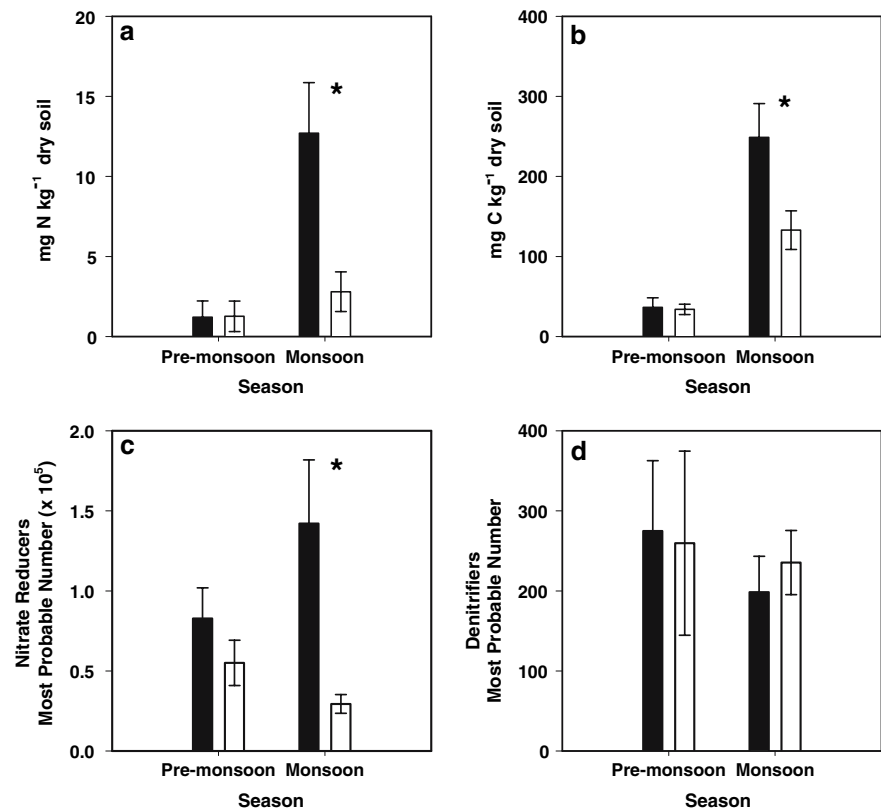 a
20
15
10
5
0
mg N kg⁻¹ dry soil
*
Pre-monsoon Monsoon
Season
b
400
300
200
100
0
mg C kg⁻¹ dry soil
*
Pre-monsoon Monsoon
Season
c
2.0
1.5
1.0
0.5
0.0
Nitrate Reducers
Most Probable Number (x 10⁵)
*
Pre-monsoon Monsoon
Season
d
400
300
200
100
0
Denitrifiers
Most Probable Number
Pre-monsoon Monsoon
Season